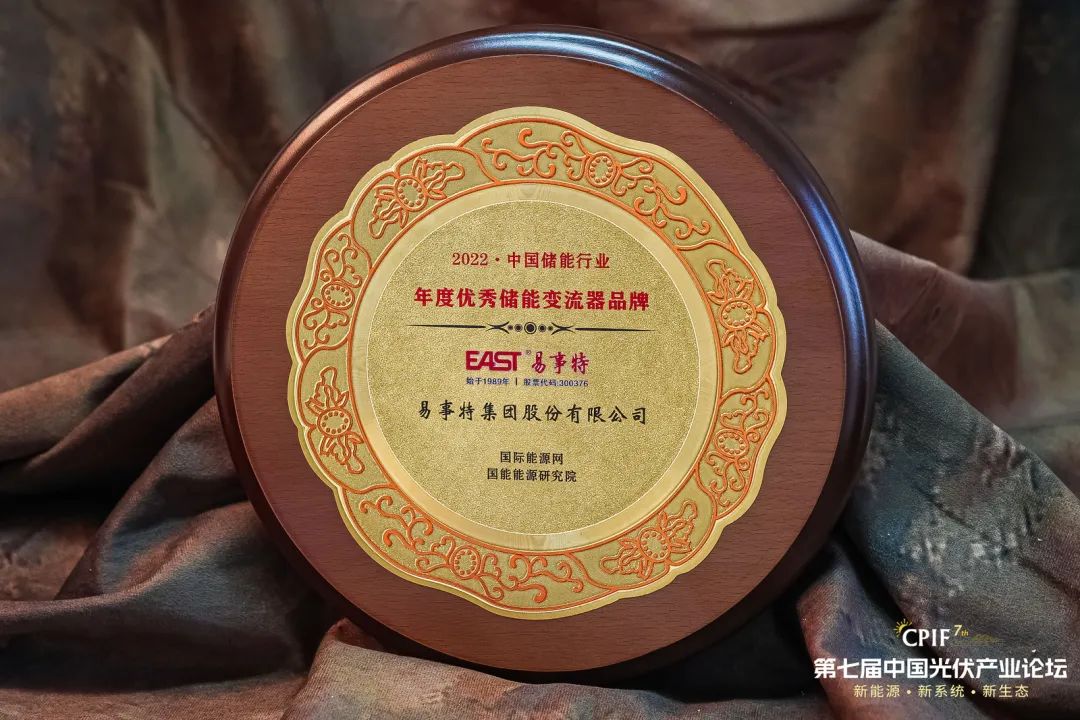 2022·中国储能行业
年度优秀储能变流器品牌
EAST®易事特
始于1989年 | 股票代码:300376
易事特集团股份有限公司
国际能源网
国能能源研究院
CPIF 7th
第七届中国光伏产业论坛
新能源·新系统·新生态